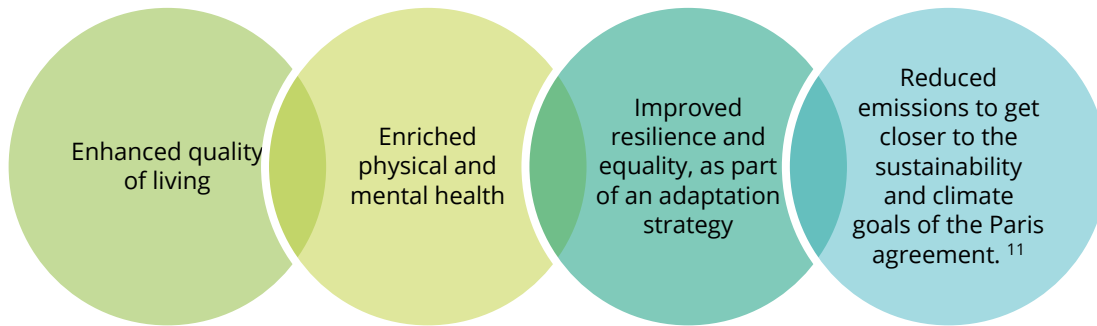 Enhanced quality
of living
Enriched
physical and
mental health
Improved
resilience and
equality, as part
of an adaptation
strategy
Reduced
emissions to get
closer to the
sustainability
and climate
goals of the Paris
agreement. ¹¹